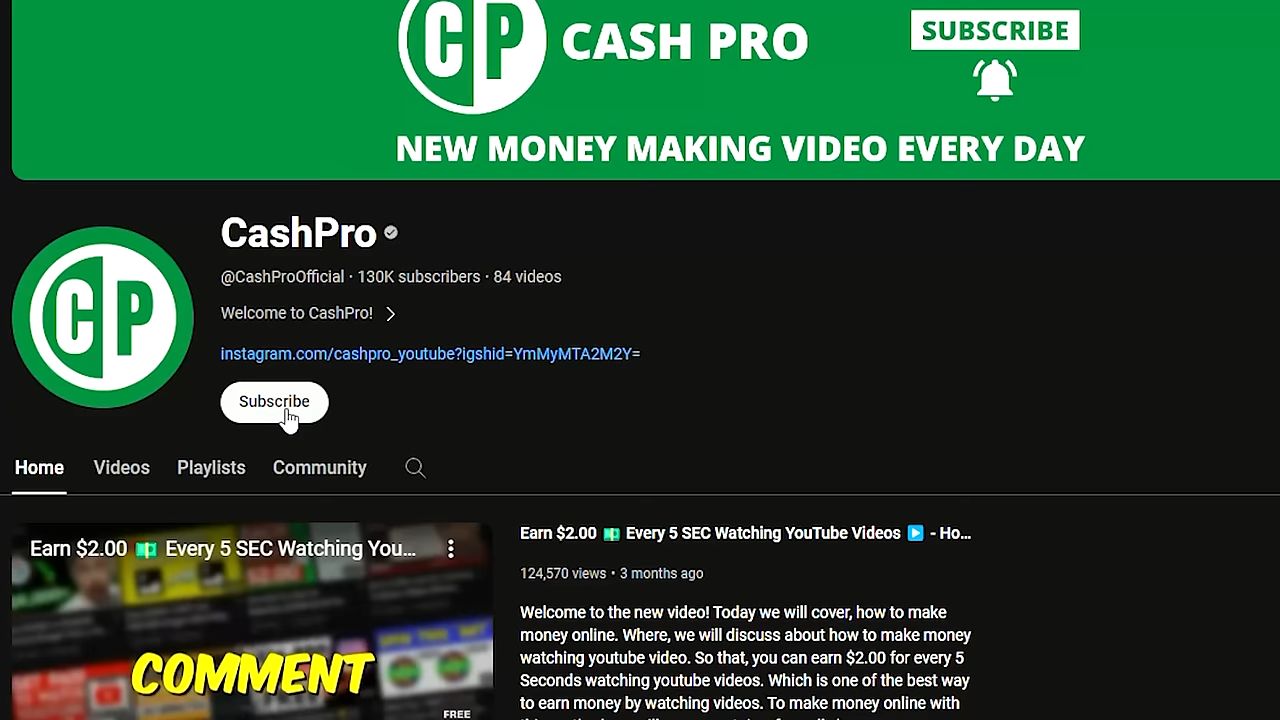 CP CASH PRO
SUBSCRIBE
NEW MONEY MAKING VIDEO EVERY DAY
CP
CashPro
@CashProOfficial · 130K subscribers · 84 videos
Welcome to CashPro!
instagram.com/cashpro_youtube?igshid=YmMyMTA2M2Y=
Subscribe
Home Videos Playlists Community
Earn $2.00 💵 Every 5 SEC Watching You...
COMMENT
FREE
Earn $2.00 💵 Every 5 SEC Watching YouTube Videos ▶️ - Ho...
124,570 views · 3 months ago
Welcome to the new video! Today we will cover, how to make
money online. Where, we will discuss about how to make money
watching youtube video. So that, you can earn $2.00 for every 5
Seconds watching youtube videos. Which is one of the best way
to earn money by watching videos. To make money online with